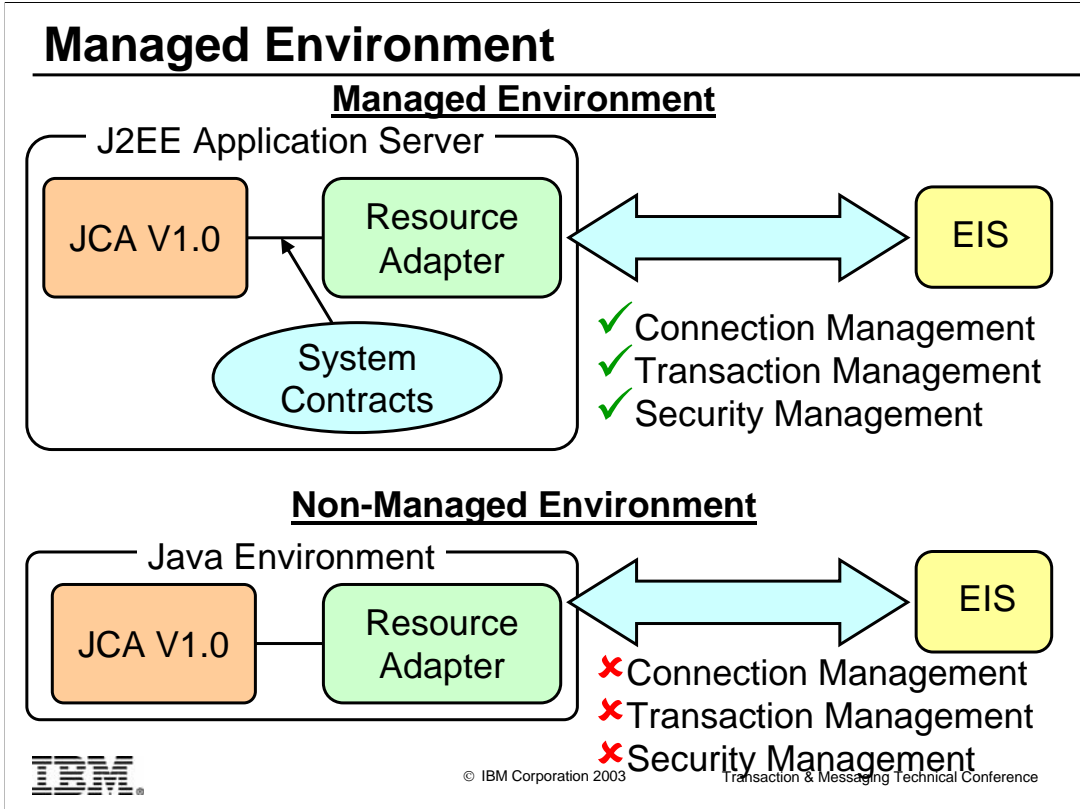 Managed Environment
Managed Environment
J2EE Application Server
JCA V1.0
Resource
Adapter
EIS
System
Contracts
Connection Management
Transaction Management
Security Management
Non-Managed Environment
Java Environment
JCA V1.0
Resource
Adapter
EIS
Connection Management
Transaction Management
Security Management
IBM.
© IBM Corporation 2003
Transaction & Messaging Technical Conference